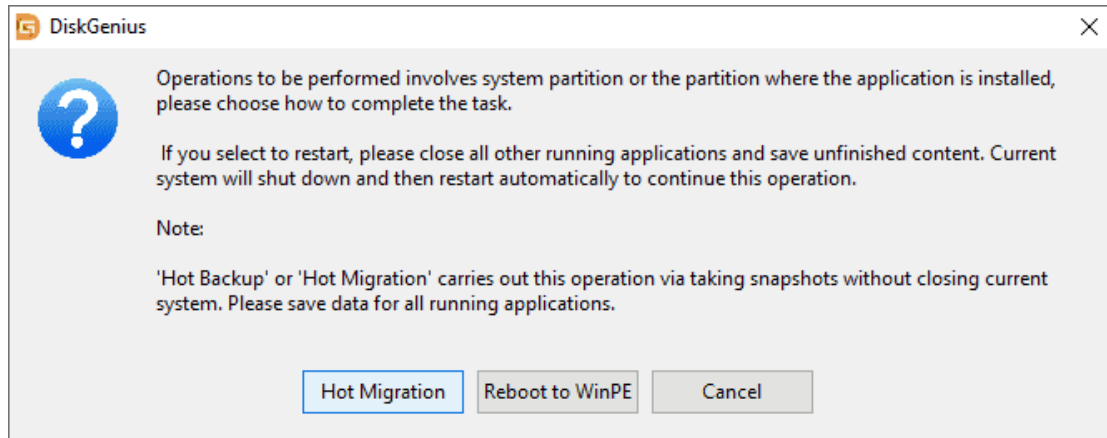 DiskGenius
Operations to be performed involves system partition or the partition where the application is installed,
please choose how to complete the task.
If you select to restart, please close all other running applications and save unfinished content. Current
system will shut down and then restart automatically to continue this operation.
Note:
'Hot Backup' or 'Hot Migration' carries out this operation via taking snapshots without closing current
system. Please save data for all running applications.
Hot Migration
Reboot to WinPE
Cancel